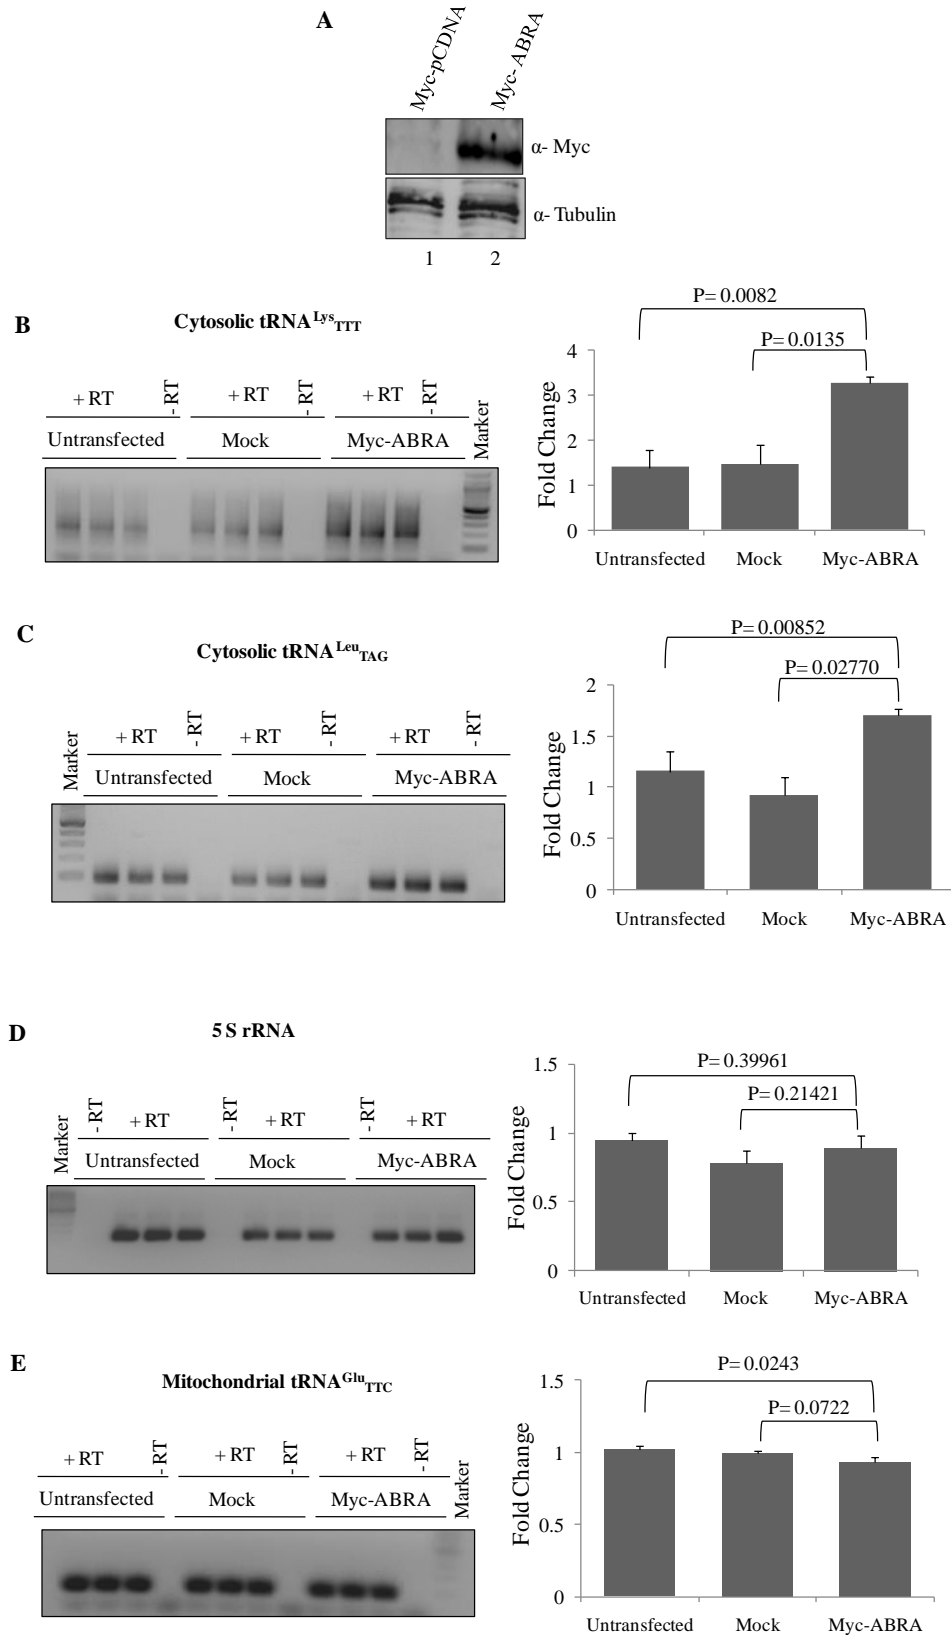 A
Myc-pCDNA
Myc- ABRA
α- Myc
α- Tubulin
1 2
B
Cytosolic tRNA^Lys_TTT
+ RT
- RT
+ RT
- RT
+ RT
- RT
Marker
Untransfected
Mock
Myc-ABRA
P= 0.0082
P= 0.0135
Fold Change
4
3
2
1
0
Untransfected
Mock
Myc-ABRA
C
Cytosolic tRNA^Leu_TAG
Marker
+ RT
- RT
+ RT
- RT
+ RT
- RT
Untransfected
Mock
Myc-ABRA
P= 0.00852
P= 0.02770
Fold Change
2
1.5
1
0.5
0
Untransfected
Mock
Myc-ABRA
D
5 S rRNA
Marker
- RT
+ RT
- RT
+ RT
- RT
+ RT
Untransfected
Mock
Myc-ABRA
P= 0.39961
P= 0.21421
Fold Change
1.5
1
0.5
0
Untransfected
Mock
Myc-ABRA
E
Mitochondrial tRNA^Glu_TTC
+ RT
- RT
+ RT
- RT
+ RT
- RT
Marker
Untransfected
Mock
Myc-ABRA
P= 0.0243
P= 0.0722
Fold Change
1.5
1
0.5
0
Untransfected
Mock
Myc-ABRA